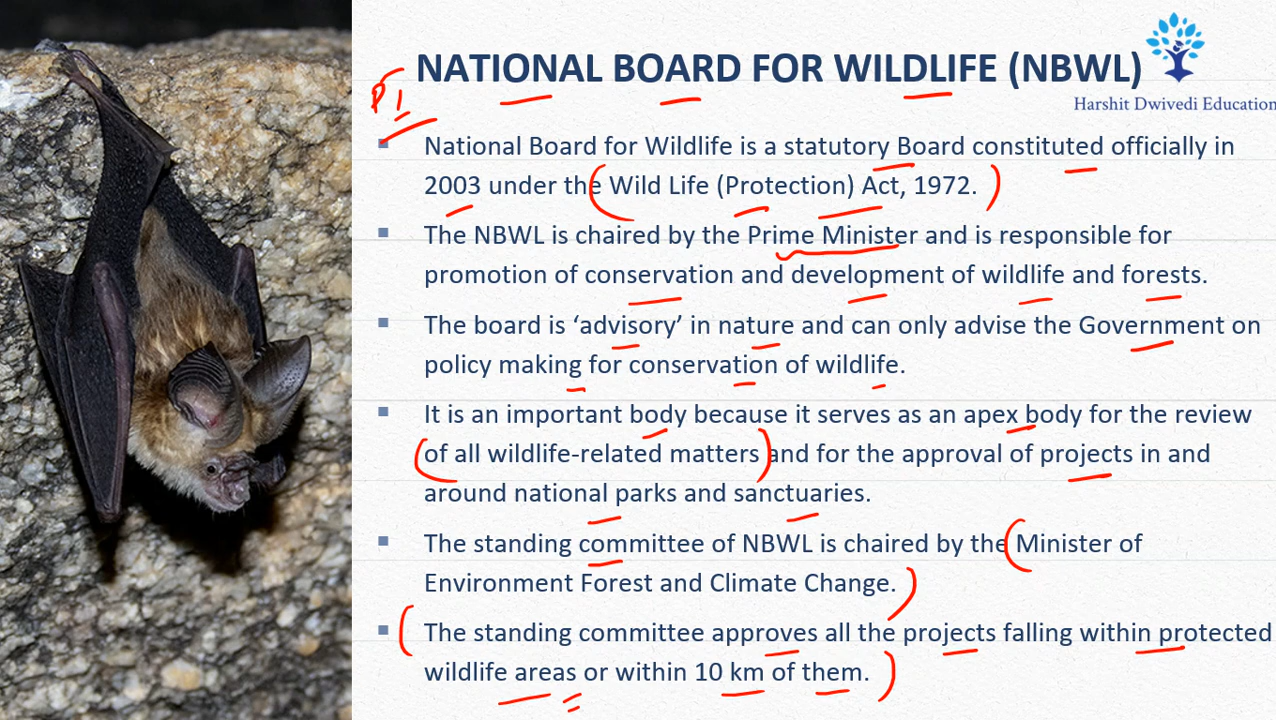 NATIONAL BOARD FOR WILDLIFE (NBWL)
Harshit Dwivedi Education
P1
▪ National Board for Wildlife is a statutory Board constituted officially in
2003 under the Wild Life (Protection) Act, 1972.
▪ The NBWL is chaired by the Prime Minister and is responsible for
promotion of conservation and development of wildlife and forests.
▪ The board is ‘advisory’ in nature and can only advise the Government on
policy making for conservation of wildlife.
▪ It is an important body because it serves as an apex body for the review
of all wildlife-related matters and for the approval of projects in and
around national parks and sanctuaries.
▪ The standing committee of NBWL is chaired by the Minister of
Environment Forest and Climate Change.
▪ The standing committee approves all the projects falling within protected
wildlife areas or within 10 km of them.